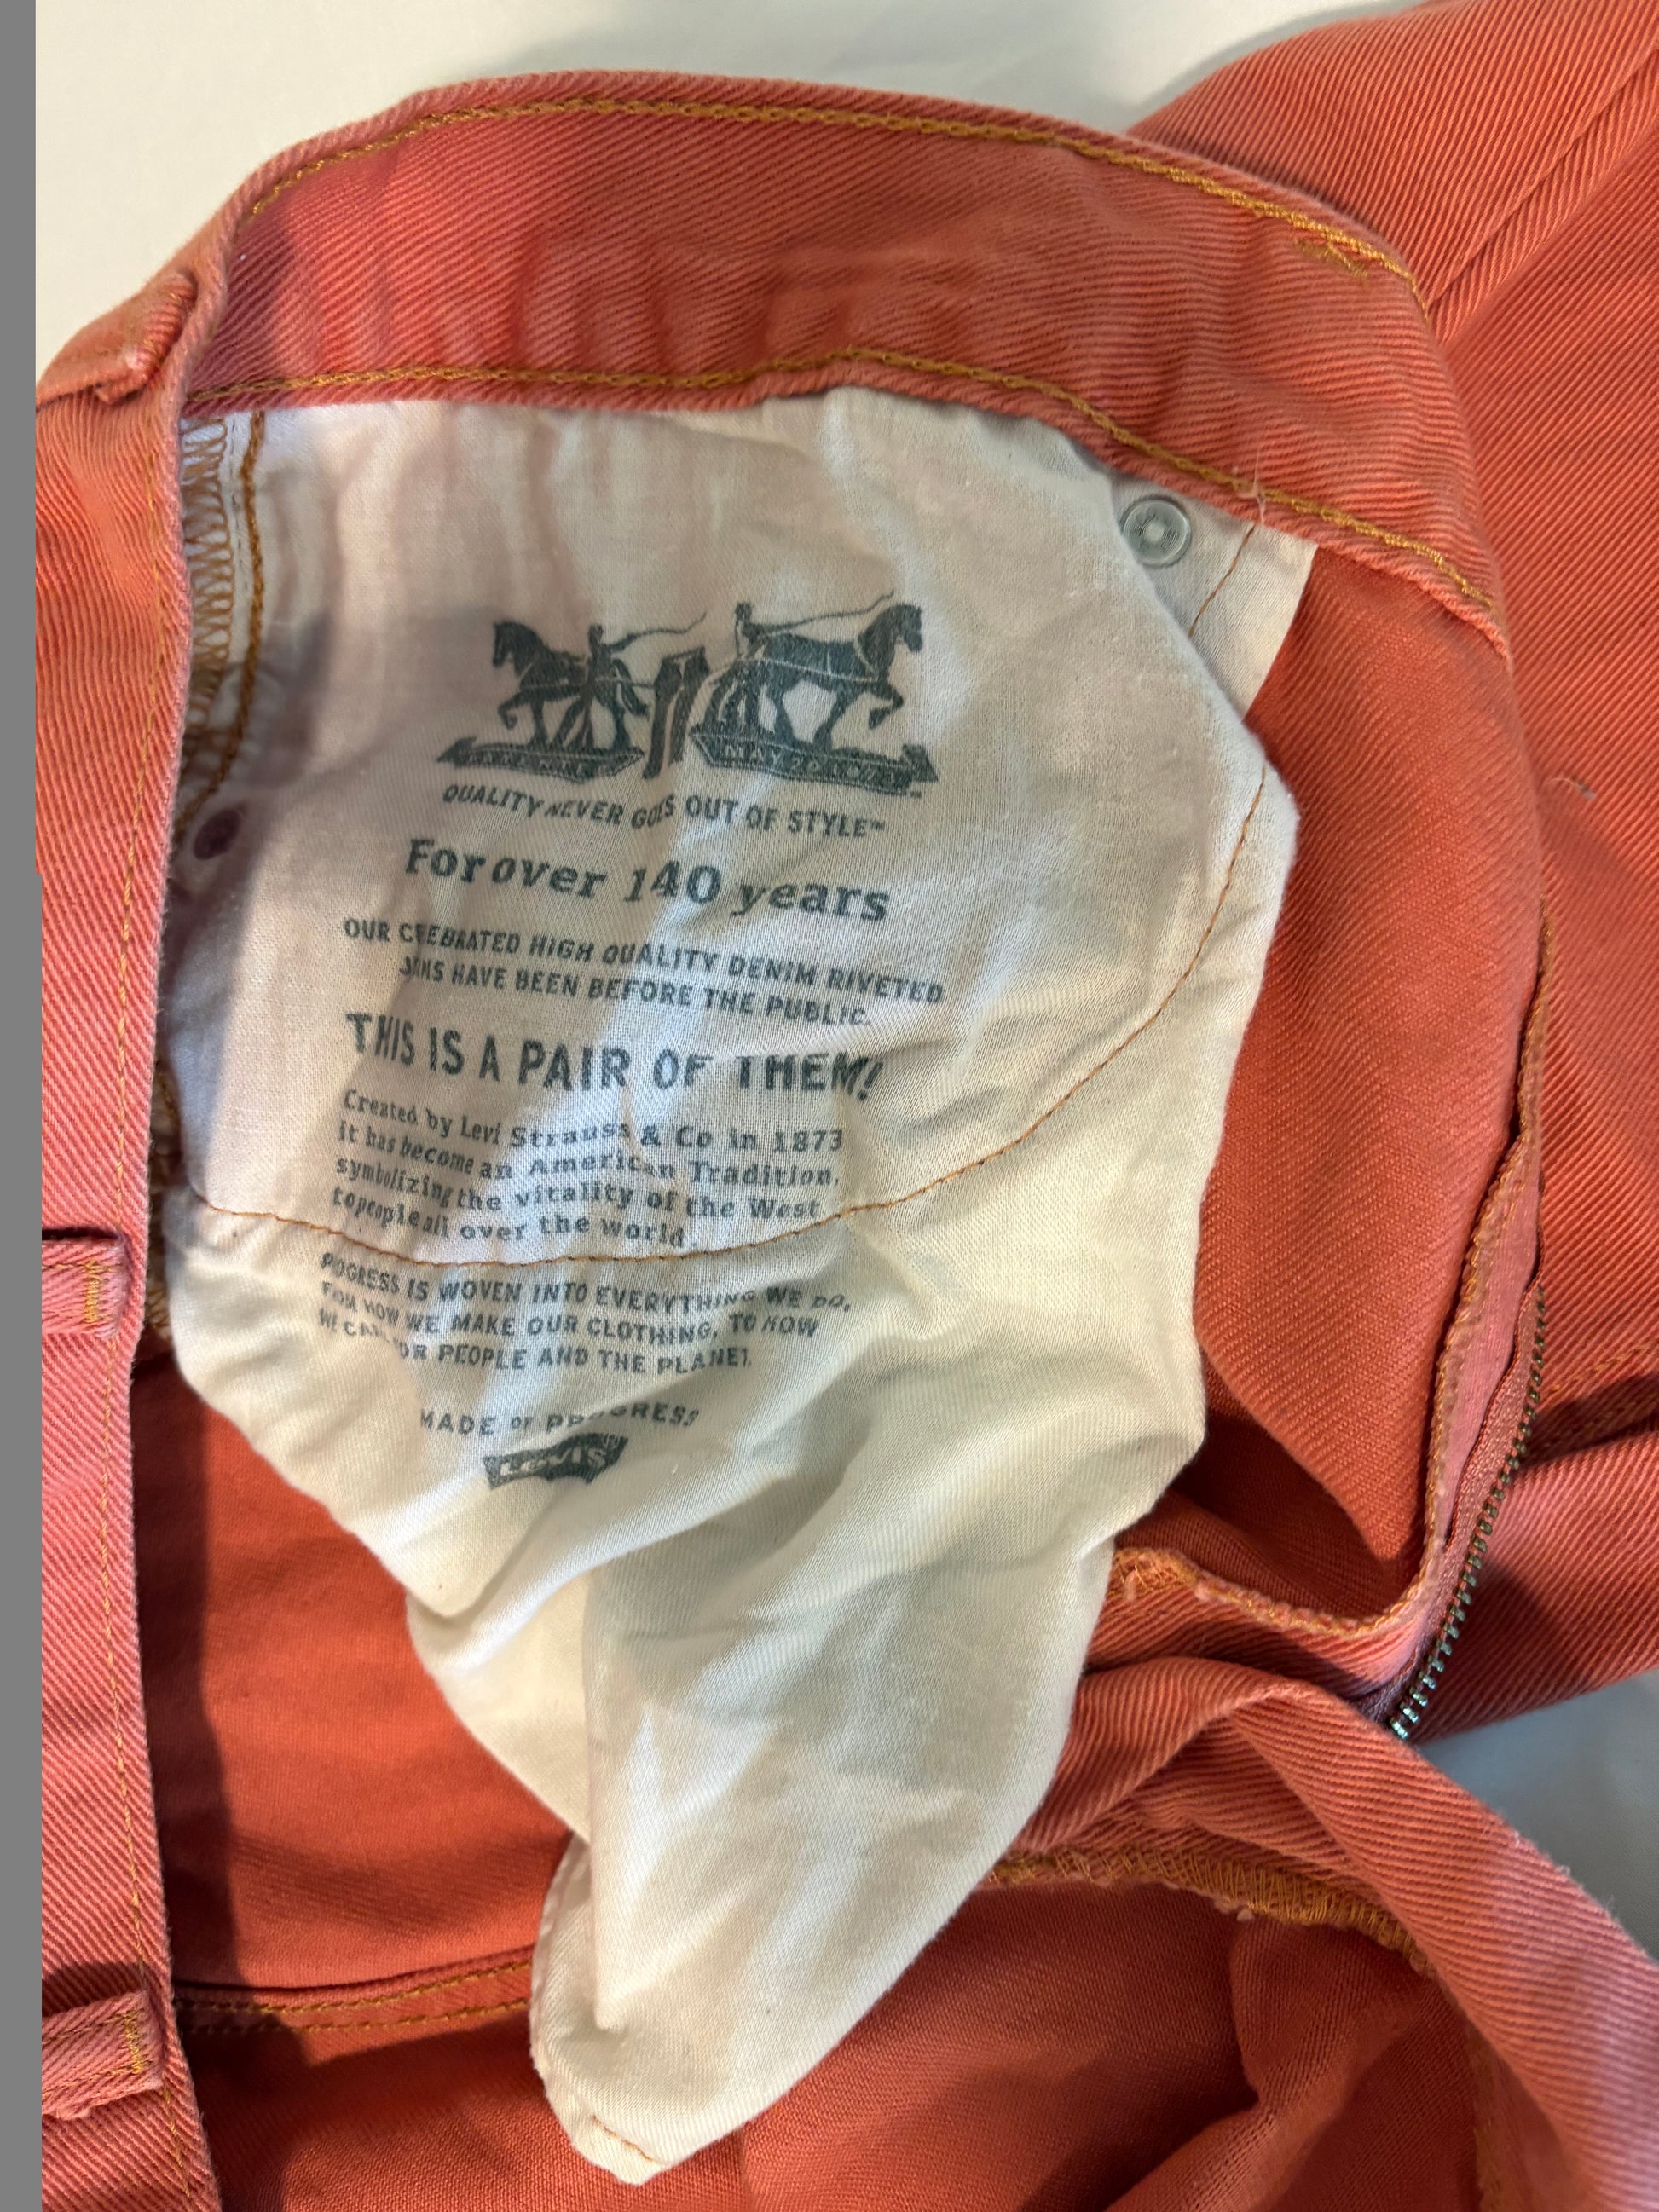 QUALITY NEVER GOES OUT OF STYLE™
For over 140 years
OUR CELEBRATED HIGH QUALITY DENIM RIVETED
JEANS HAVE BEEN BEFORE THE PUBLIC.
THIS IS A PAIR OF THEM!
Created by Levi Strauss & Co in 1873
it has become an American Tradition,
symbolizing the vitality of the West
to people all over the world.
PROGRESS IS WOVEN INTO EVERYTHING WE DO,
FROM HOW WE MAKE OUR CLOTHING, TO HOW
WE CARE FOR PEOPLE AND THE PLANET.
MADE OF PROGRESS
Levi's